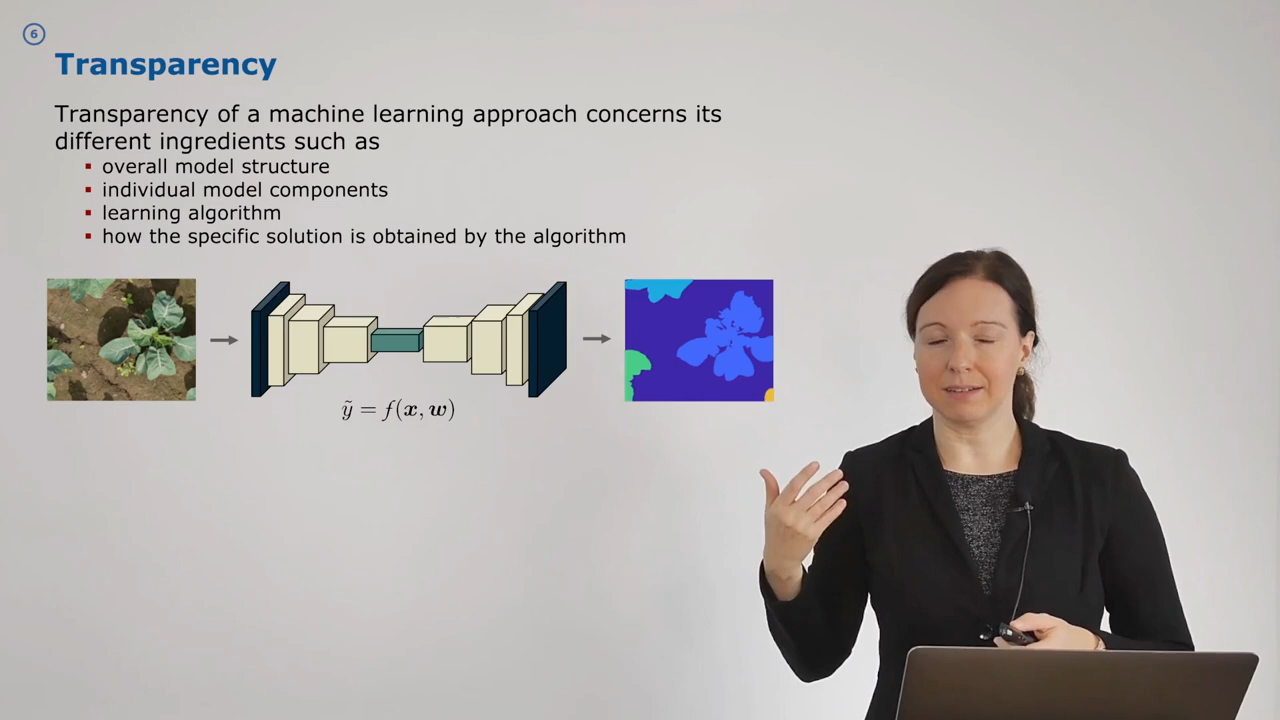 6
Transparency
Transparency of a machine learning approach concerns its
different ingredients such as
▪ overall model structure
▪ individual model components
▪ learning algorithm
▪ how the specific solution is obtained by the algorithm
ỹ = f(x, w)